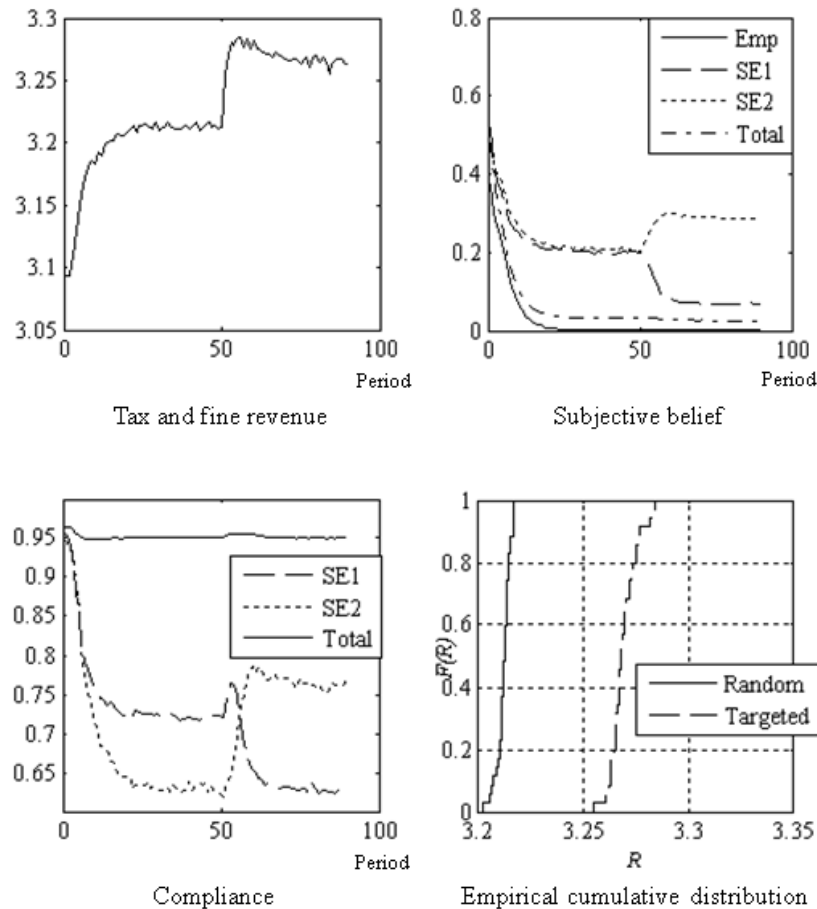 3.3
3.25
3.2
3.15
3.1
3.05
0
50
100
Period
Tax and fine revenue
0.8
0.6
0.4
0.2
0
Emp
SE1
SE2
Total
0
50
100
Period
Subjective belief
0.95
0.9
0.85
0.8
0.75
0.7
0.65
SE1
SE2
Total
0
50
100
Period
Compliance
1
0.8
0.6
0.4
0.2
0
F(R)
Random
Targeted
3.2
3.25
3.3
3.35
R
Empirical cumulative distribution